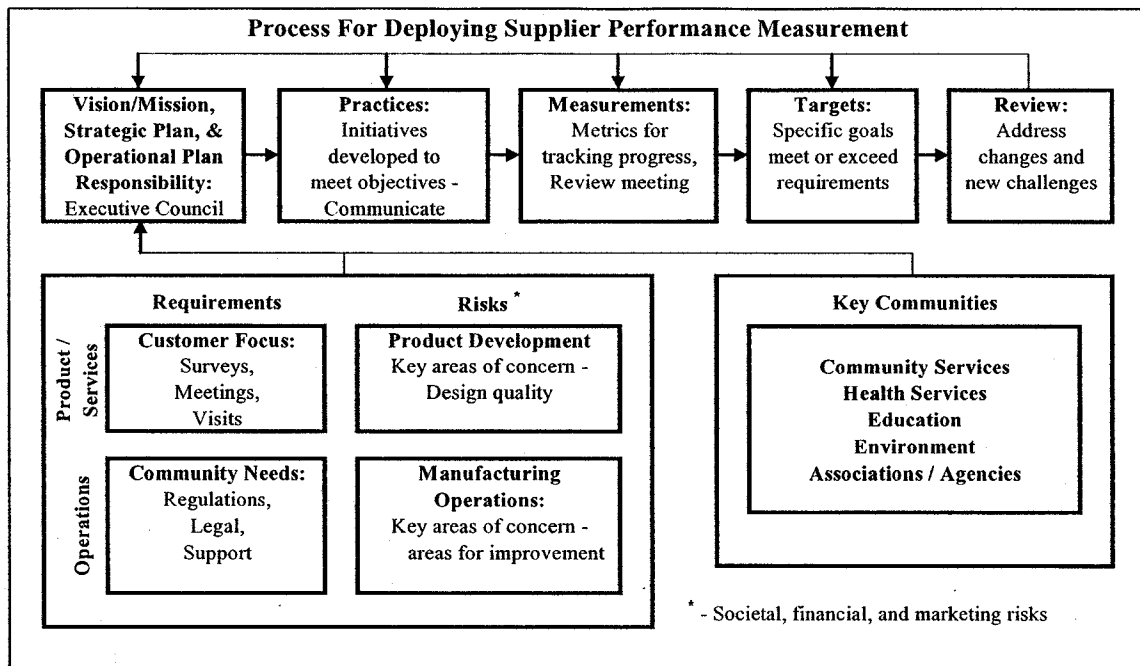 Process For Deploying Supplier Performance Measurement
Vision/Mission,
Strategic Plan, &
Operational Plan
Responsibility:
Executive Council
Practices:
Initiatives
developed to
meet objectives -
Communicate
Measurements:
Metrics for
tracking progress,
Review meeting
Targets:
Specific goals
meet or exceed
requirements
Review:
Address
changes and
new challenges
Requirements
Risks *
Product /
Services
Customer Focus:
Surveys,
Meetings,
Visits
Product Development
Key areas of concern -
Design quality
Operations
Community Needs:
Regulations,
Legal,
Support
Manufacturing
Operations:
Key areas of concern -
areas for improvement
Key Communities
Community Services
Health Services
Education
Environment
Associations / Agencies
* - Societal, financial, and marketing risks